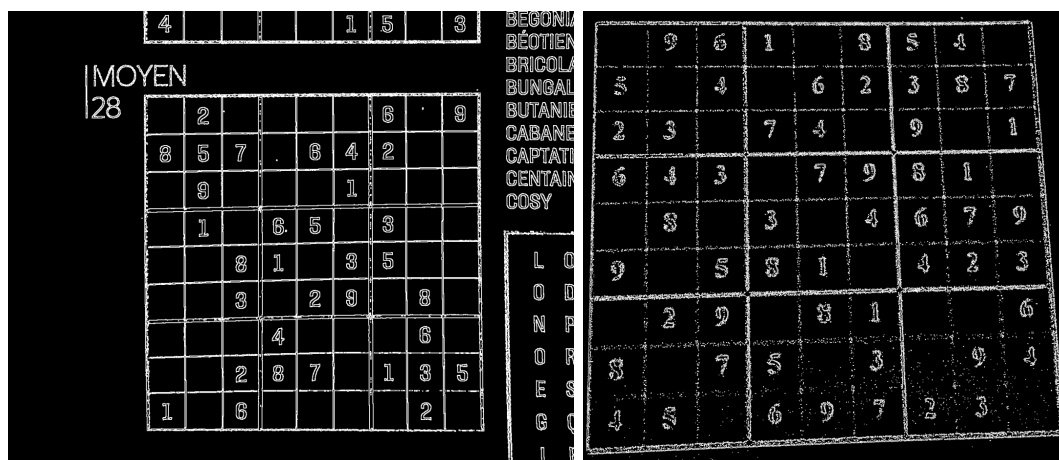 4 1 5 3
MOYEN
28
2 6 9
8 5 7 6 4 2
9 1
1 6 5 3
8 1 3 5
3 2 9 8
4 6
2 8 7 1 3 5
1 6 2
BEGONIA
BÉOTIEN
BRICOLA
BUNGAL
BUTANIE
CABANE
CAPTATI
CENTAIN
COSY
L O
O D
N P
O R
E S
G
I
9 6 1 8 5 4
5 4 6 2 3 8 7
2 3 7 4 9 1
6 4 3 7 9 8 1
8 3 4 6 7 9
9 5 8 1 4 2 3
2 9 8 1 6
8 7 5 3 9 4
4 5 6 9 7 2 3